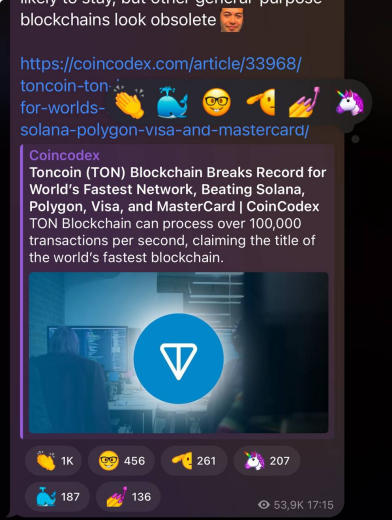 likely to stay, but other general purpose
blockchains look obsolete
https://coincodex.com/article/33968/
toncoin-ton-
for-worlds-
solana-polygon-visa-and-mastercard/
Coincodex
Toncoin (TON) Blockchain Breaks Record for
World’s Fastest Network, Beating Solana,
Polygon, Visa, and MasterCard | CoinCodex
TON Blockchain can process over 100,000
transactions per second, claiming the title of
the world’s fastest blockchain.
1K 456 261 207
187 136 53,9K 17:15